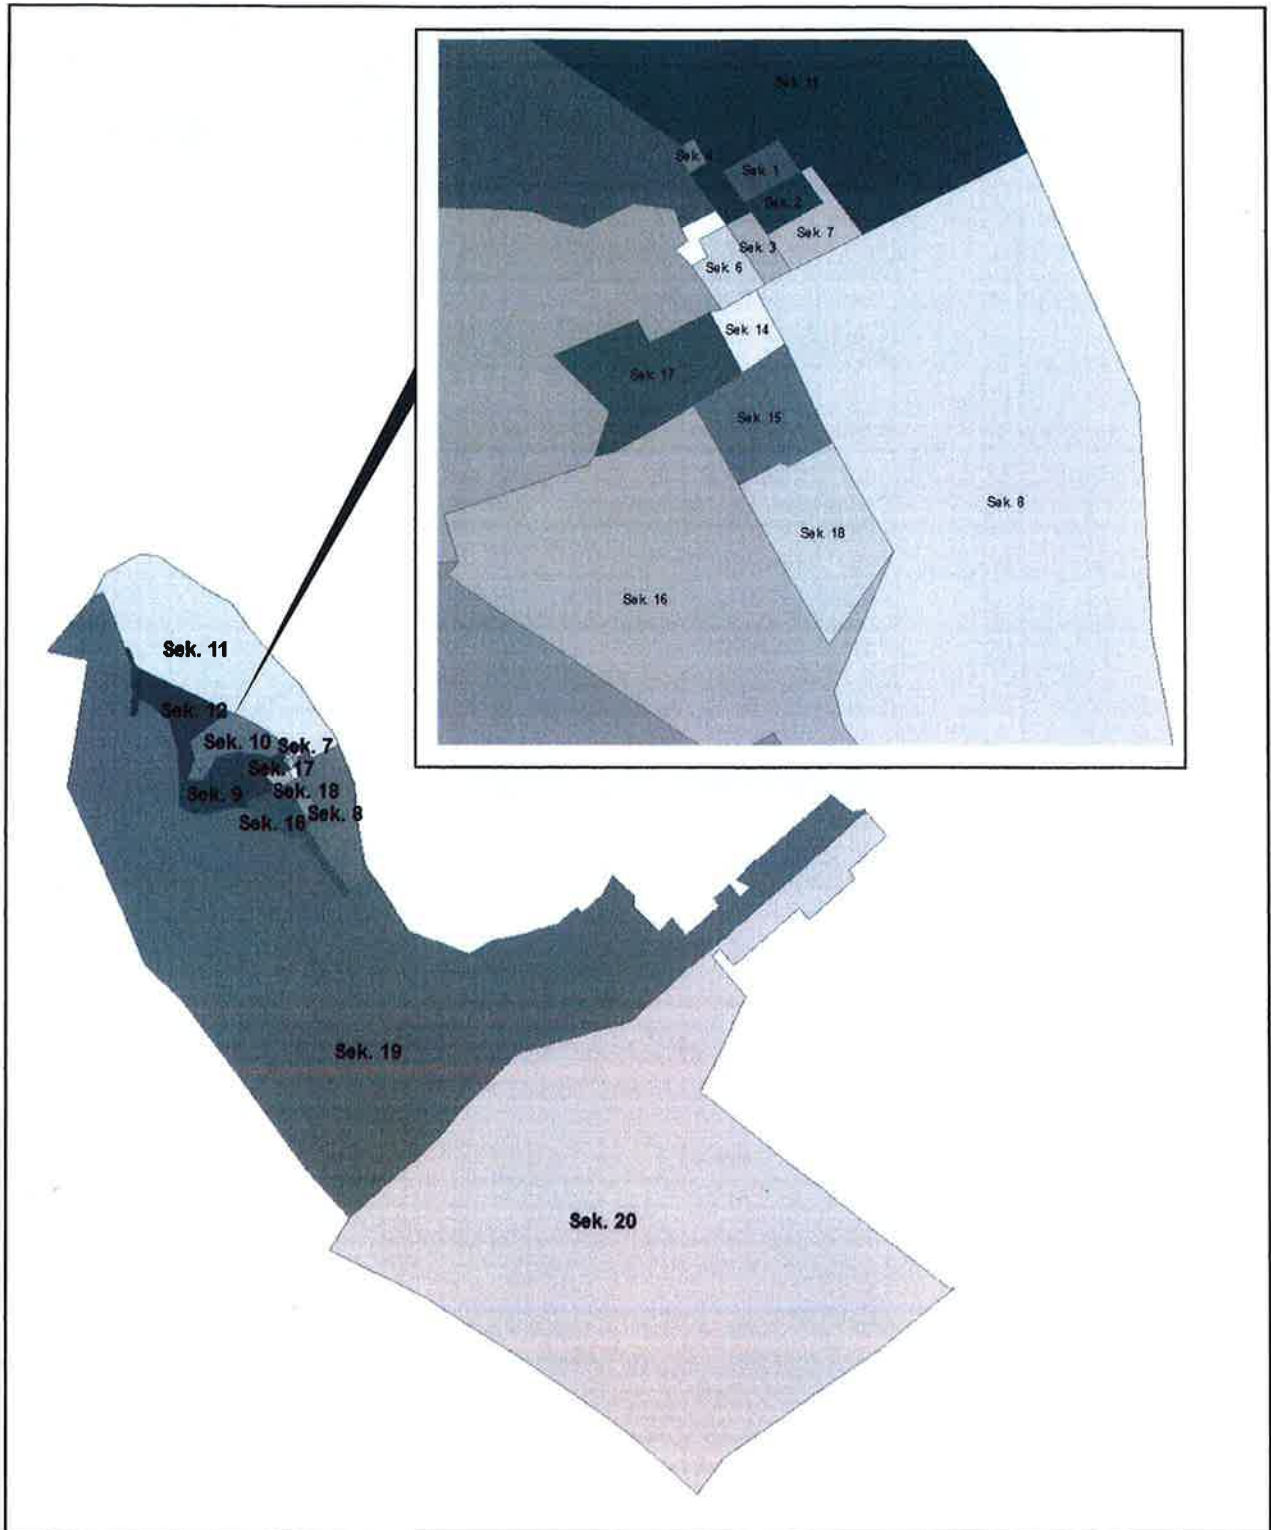 Sek. 11
Sek. 4
Sek. 1
Sek. 2
Sek. 7
Sek. 3
Sek. 6
Sek. 14
Sek. 17
Sek. 15
Sek. 8
Sek. 18
Sek. 16
Sek. 11
Sek. 12
Sek. 10
Sek. 7
Sek. 17
Sek. 9
Sek. 18
Sek. 8
Sek. 16
Sek. 19
Sek. 20